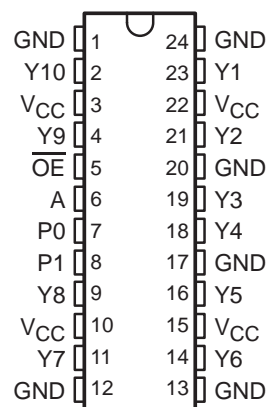 GND 1 24 GND
Y10 2 23 Y1
VCC 3 22 VCC
Y9 4 21 Y2
O̅E̅ 5 20 GND
A 6 19 Y3
P0 7 18 Y4
P1 8 17 GND
Y8 9 16 Y5
VCC 10 15 VCC
Y7 11 14 Y6
GND 12 13 GND